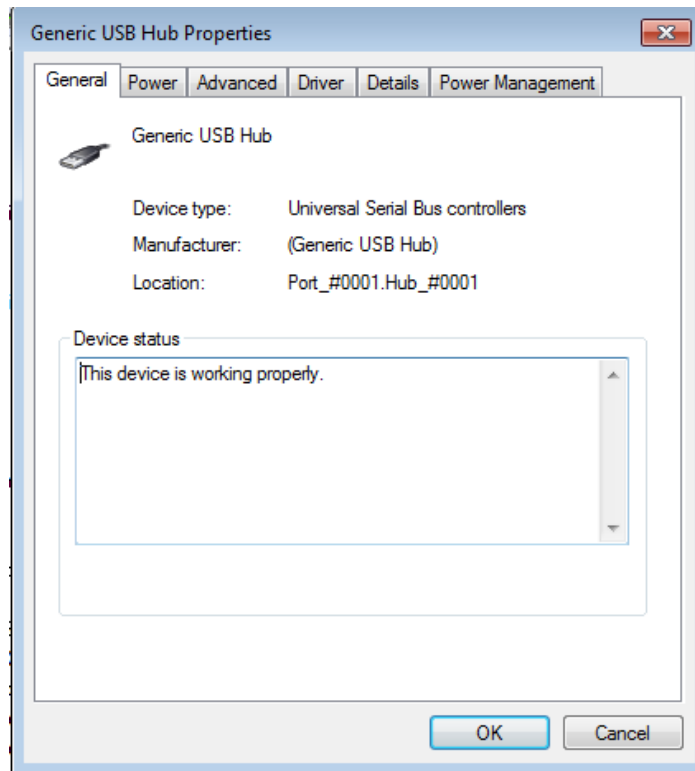 Generic USB Hub Properties
General Power Advanced Driver Details Power Management
Generic USB Hub
Device type: Universal Serial Bus controllers
Manufacturer: (Generic USB Hub)
Location: Port_#0001.Hub_#0001
Device status
This device is working properly.
OK Cancel